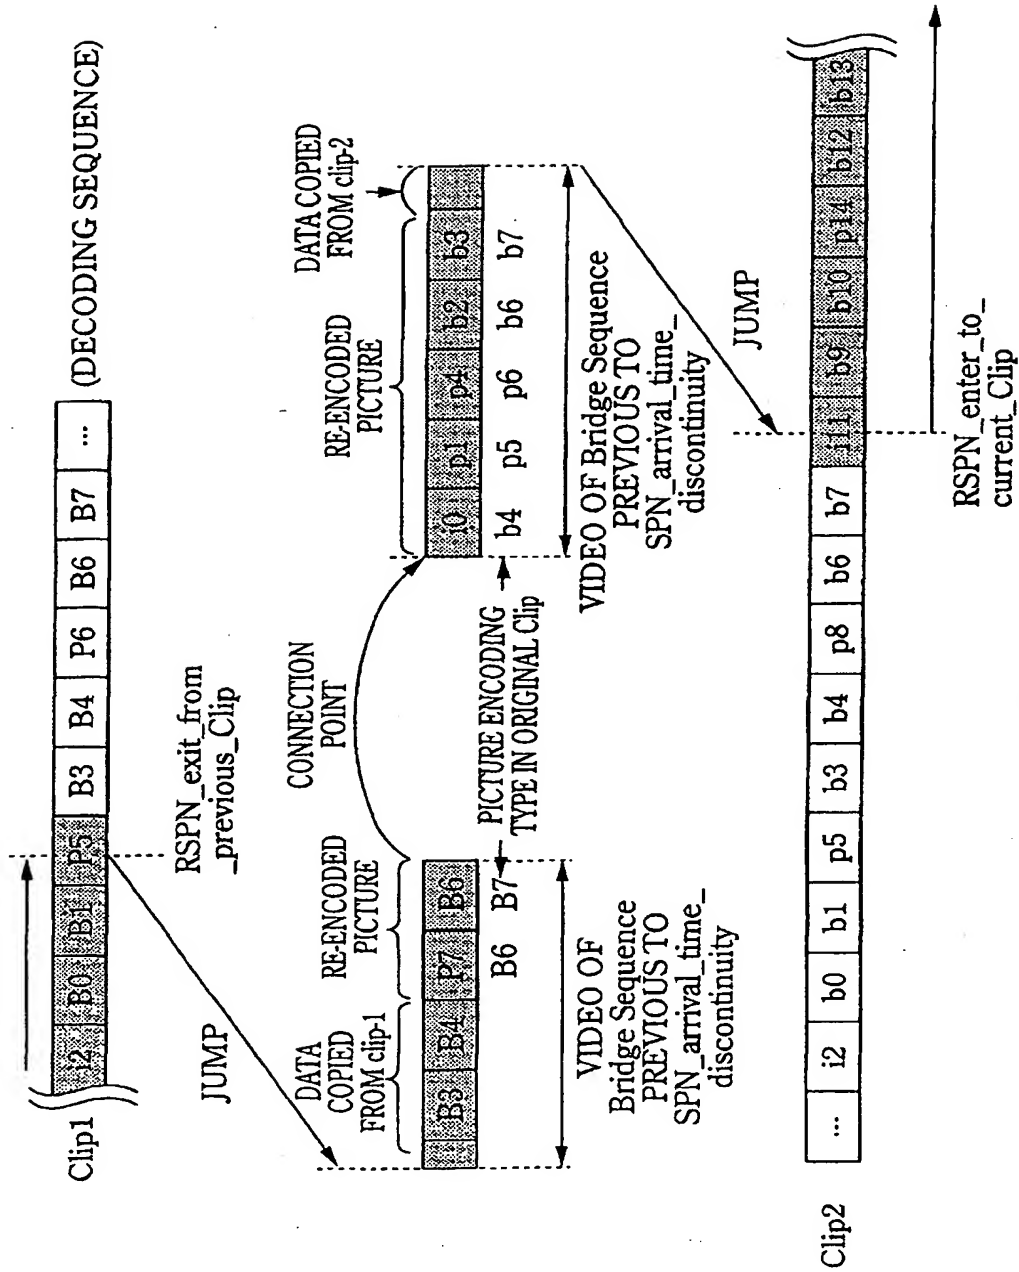 Clip1
i2 B0 B1 P5 B3 B4 P6 B6 B7 ...
(DECODING SEQUENCE)
RSPN_exit_from
_previous_Clip
JUMP
DATA
COPIED
FROM clip-1
RE-ENCODED
PICTURE
CONNECTION
POINT
RE-ENCODED
PICTURE
DATA COPIED
FROM clip-2
B3 B4 P7 B6
B6 B7
PICTURE ENCODING
TYPE IN ORIGINAL Clip
i0 p1 p4 b2 b3
b4 p5 p6 b6 b7
VIDEO OF
Bridge Sequence
PREVIOUS TO
SPN_arrival_time_
discontinuity
VIDEO OF Bridge Sequence
PREVIOUS TO
SPN_arrival_time_
discontinuity
JUMP
Clip2
... i2 b0 b1 p5 b3 b4 p8 b6 b7 i11 b9 b10 p14 b12 b13
RSPN_enter_to_
current_Clip